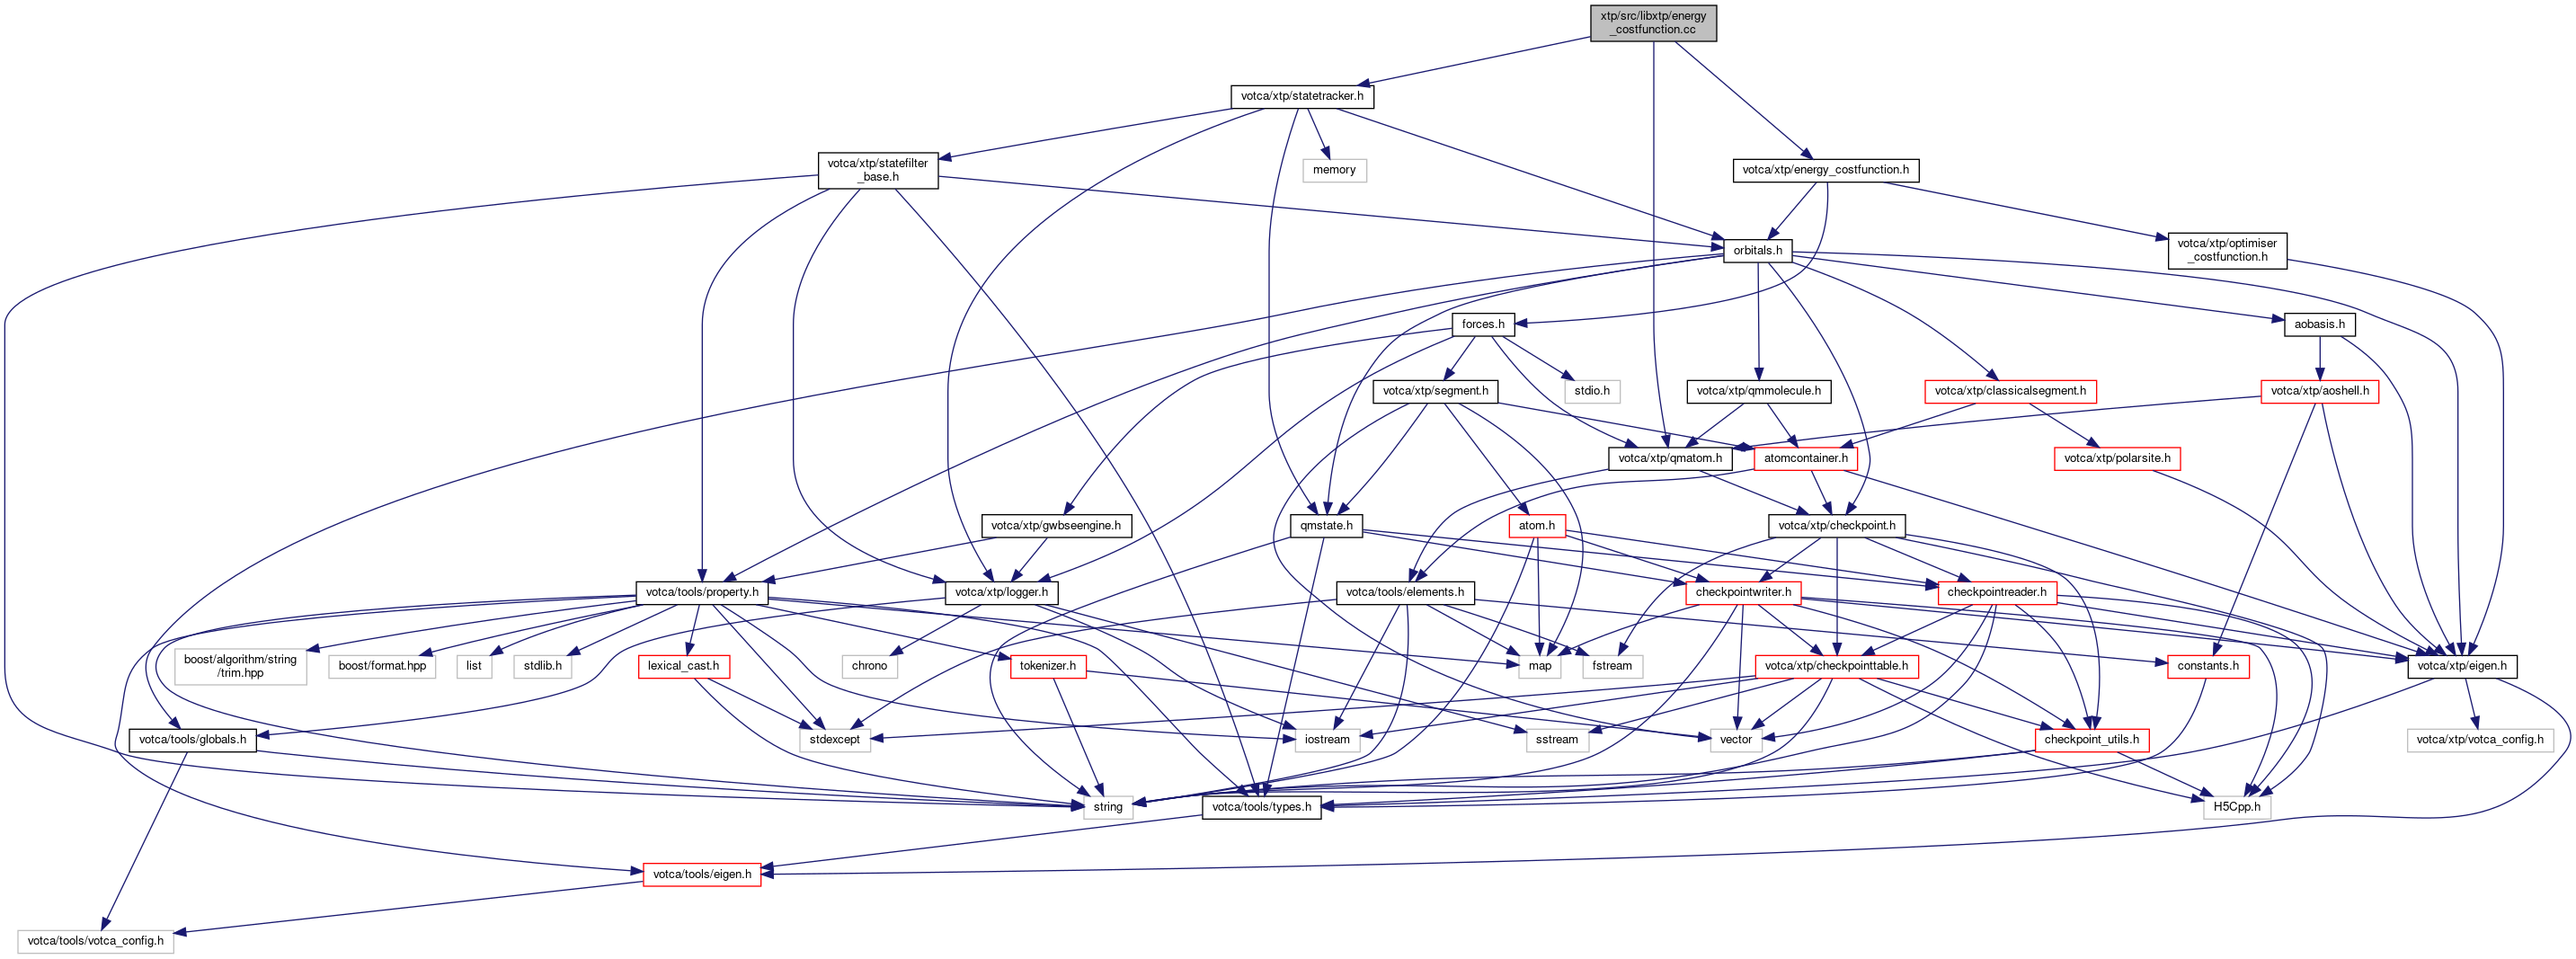 xtp/src/libxtp/energy
_costfunction.cc
votca/xtp/statetracker.h
votca/xtp/statefilter
_base.h
memory
votca/xtp/energy_costfunction.h
orbitals.h
votca/xtp/optimiser
_costfunction.h
forces.h
aobasis.h
votca/xtp/segment.h
stdio.h
votca/xtp/qmmolecule.h
votca/xtp/classicalsegment.h
votca/xtp/aoshell.h
votca/xtp/qmatom.h
atomcontainer.h
votca/xtp/polarsite.h
votca/xtp/gwbseengine.h
qmstate.h
atom.h
votca/xtp/checkpoint.h
votca/tools/property.h
votca/xtp/logger.h
votca/tools/elements.h
checkpointwriter.h
checkpointreader.h
boost/algorithm/string
/trim.hpp
boost/format.hpp
list
stdlib.h
lexical_cast.h
chrono
tokenizer.h
map
fstream
votca/xtp/checkpointtable.h
constants.h
votca/xtp/eigen.h
votca/tools/globals.h
stdexcept
iostream
sstream
vector
checkpoint_utils.h
votca/xtp/votca_config.h
string
votca/tools/types.h
H5Cpp.h
votca/tools/eigen.h
votca/tools/votca_config.h